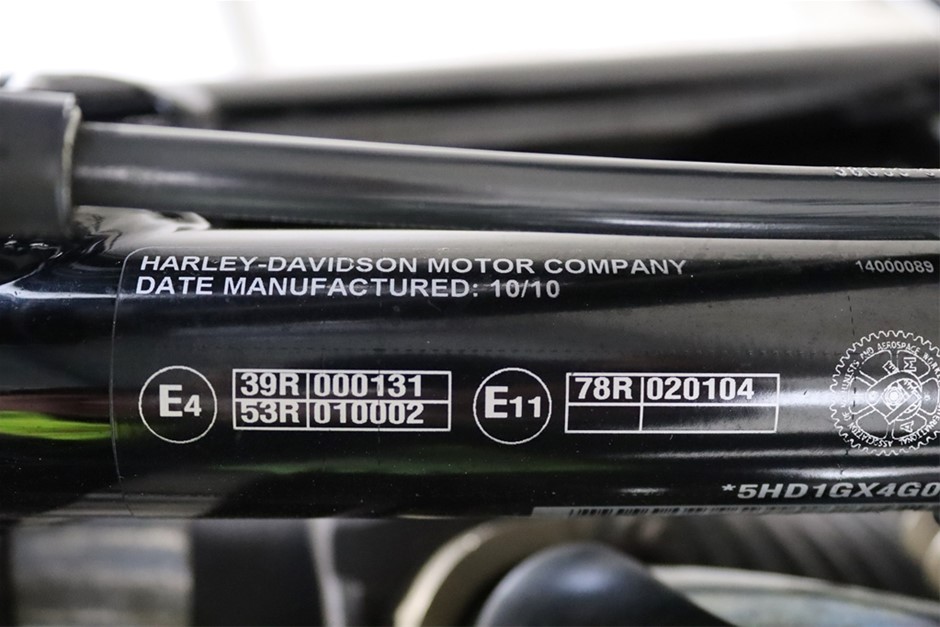 HARLEY-DAVIDSON MOTOR COMPANY
14000089
DATE MANUFACTURED: 10/10
E4
39R 000131
53R 010002
E11
78R 020104
*5HD1GX4G0